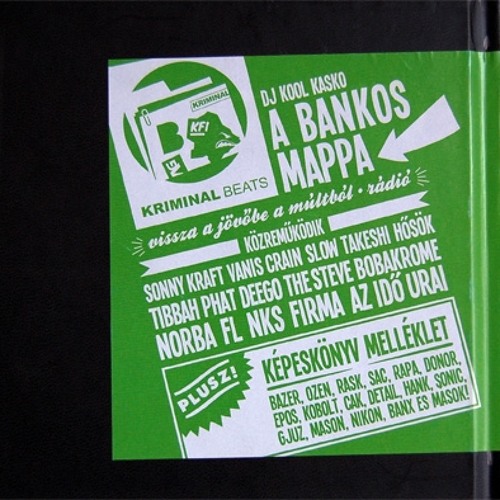 KRIMINAL
KFI
KRIMINAL BEATS
DJ KOOL KASKO
A BANKOS
MAPPA
vissza a jövőbe a múltból • rádió
KÖZREMŰKÖDIK
SONNY KRAFT VANIS CRAIN SLOW TAKESHI HŐSÖK
TIBBAH PHAT DEEGO THE STEVE BOBAKROME
NORBA FL NKS FIRMA AZ IDŐ URAI
PLUSZ!
KÉPESKÖNYV MELLÉKLET
BAZER, OZEN, RASK, SAC, RAPA, DONOR,
EPOS, KOBOLT, CAK, DETAIL, HANK, SONIC,
GJUZ, MASON, NIKON, BANX ES MASOK!